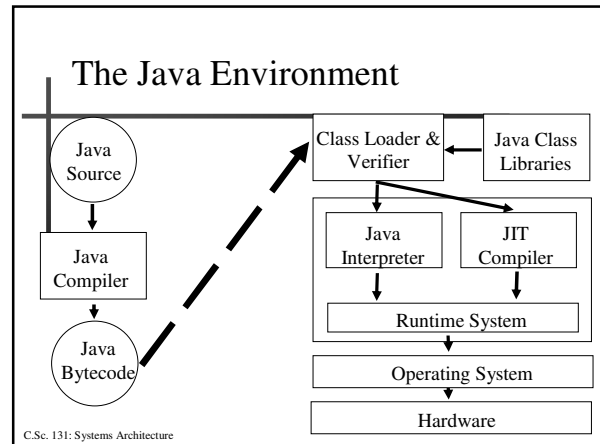 The Java Environment
Java
Source
Java
Compiler
Java
Bytecode
Class Loader &
Verifier
Java Class
Libraries
Java
Interpreter
JIT
Compiler
Runtime System
Operating System
Hardware
C.Sc. 131: Systems Architecture